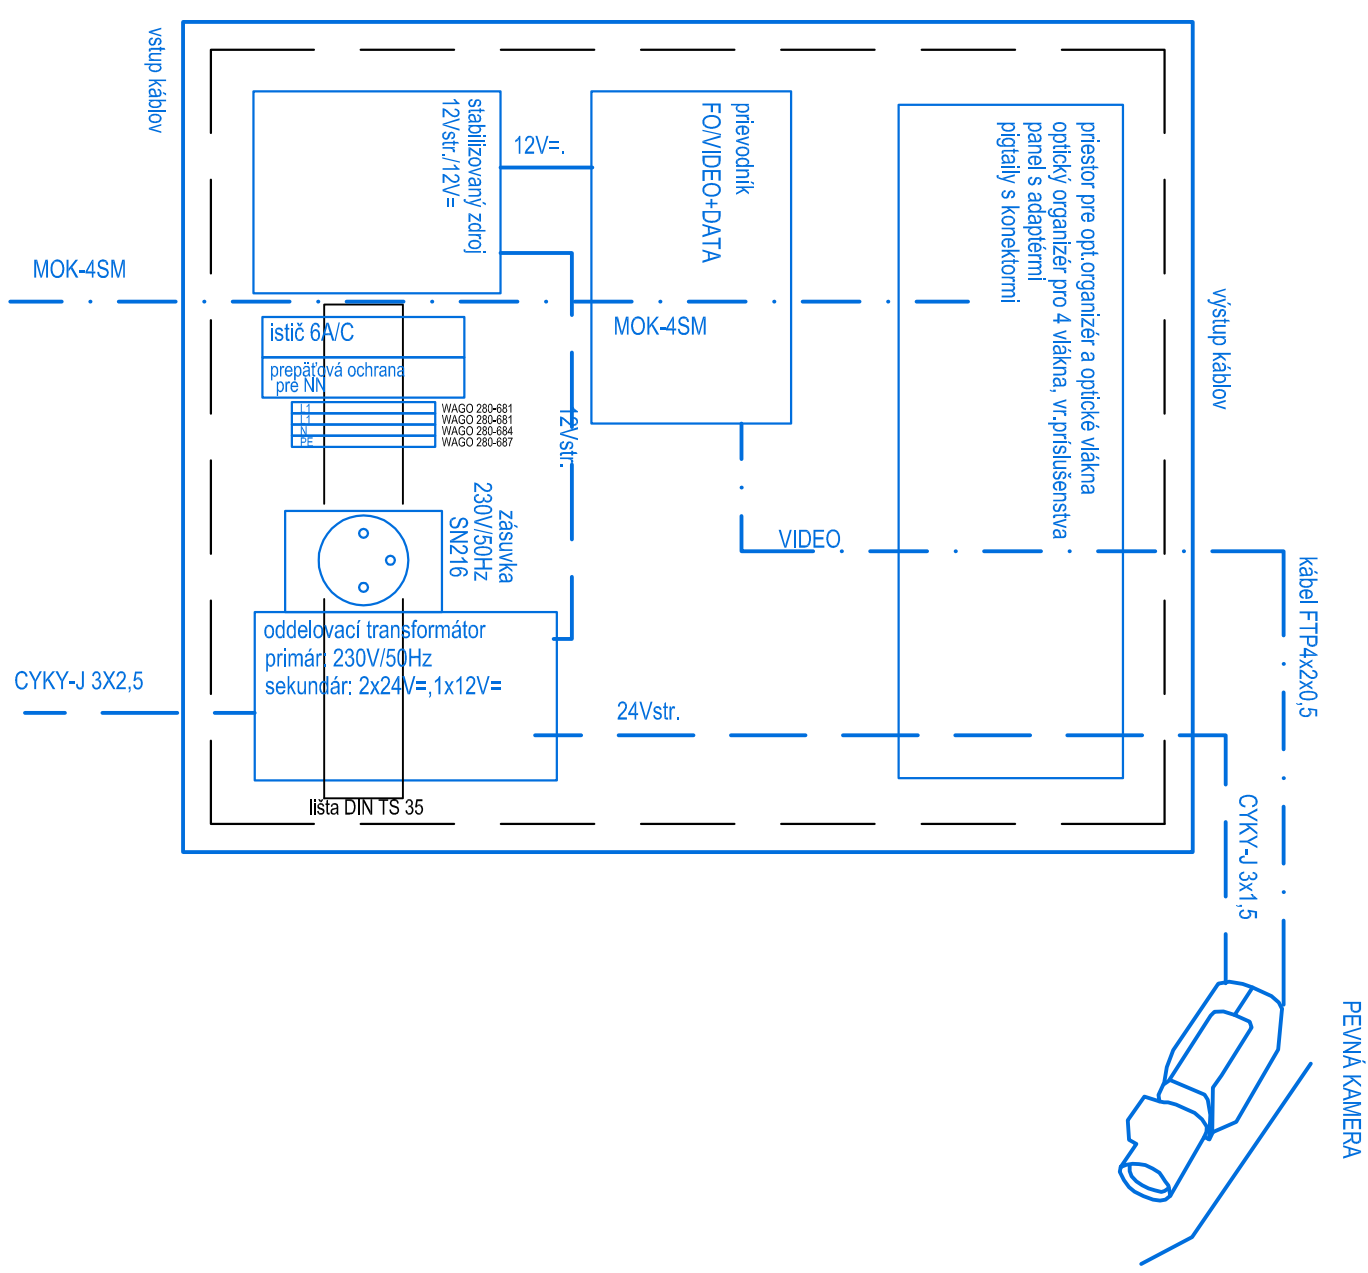 vstup káblov
stabilizovaný zdroj
12Vstr./12V=
12V=.
prievodník
FO/VIDEO+DATA
priestor pre opt.organizér a optické vlákna
optický organizér pro 4 vlákna, vr.príslušenstva
panel s adaptérmi
pigtaily s konektormi
MOK-4SM
MOK-4SM
výstup káblov
istič 6A/C
prepäťová ochrana
pre NN
L1
L1
N
PE
WAGO 280-681
WAGO 280-681
WAGO 280-684
WAGO 280-687
12Vstr.
zásuvka
230V/50Hz
SN216
VIDEO
kábel FTP4x2x0,5
oddelovací transformátor
primár: 230V/50Hz
sekundár: 2x24V=,1x12V=
CYKY-J 3X2,5
24Vstr.
lišta DIN TS 35
CYKY-J 3x1,5
PEVNÁ KAMERA